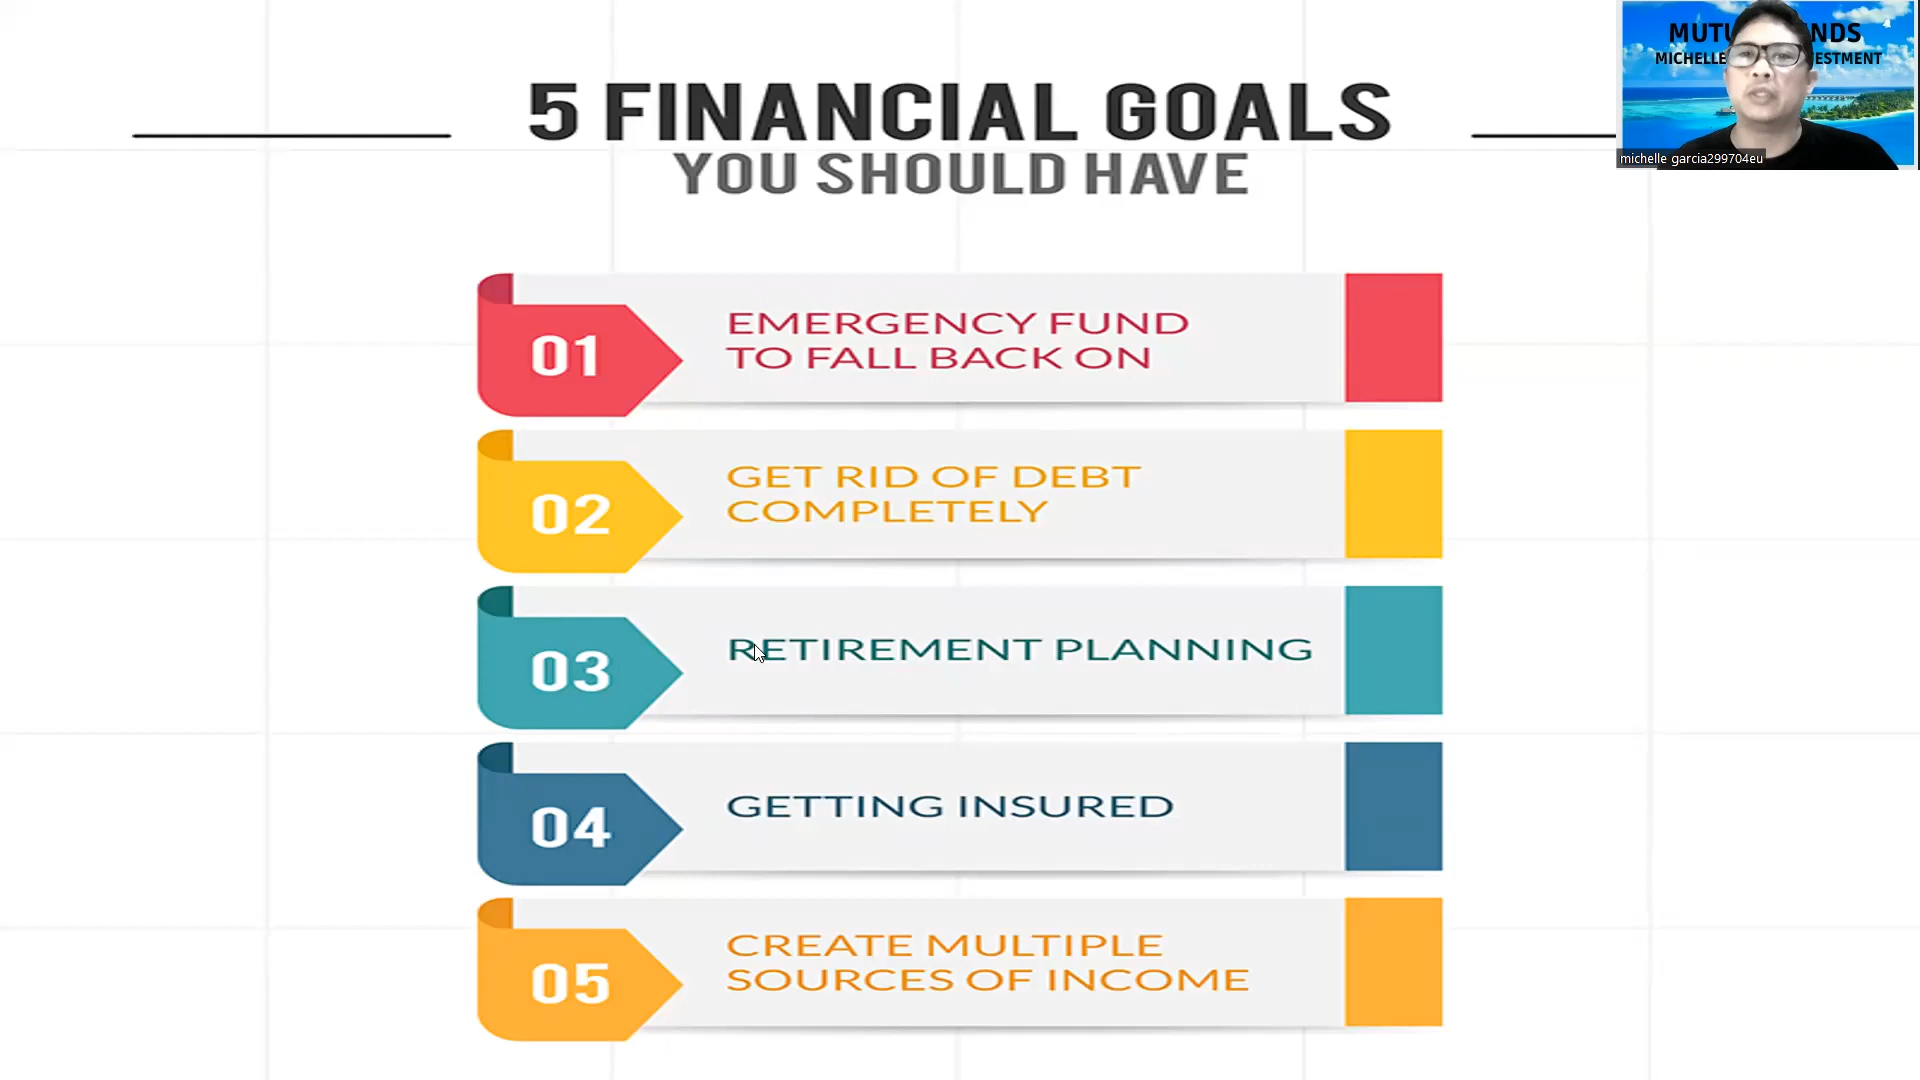 5 FINANCIAL GOALS
YOU SHOULD HAVE
01
EMERGENCY FUND
TO FALL BACK ON
02
GET RID OF DEBT
COMPLETELY
03
RETIREMENT PLANNING
04
GETTING INSURED
05
CREATE MULTIPLE
SOURCES OF INCOME
MICHELLE
michelle garcia299704eu